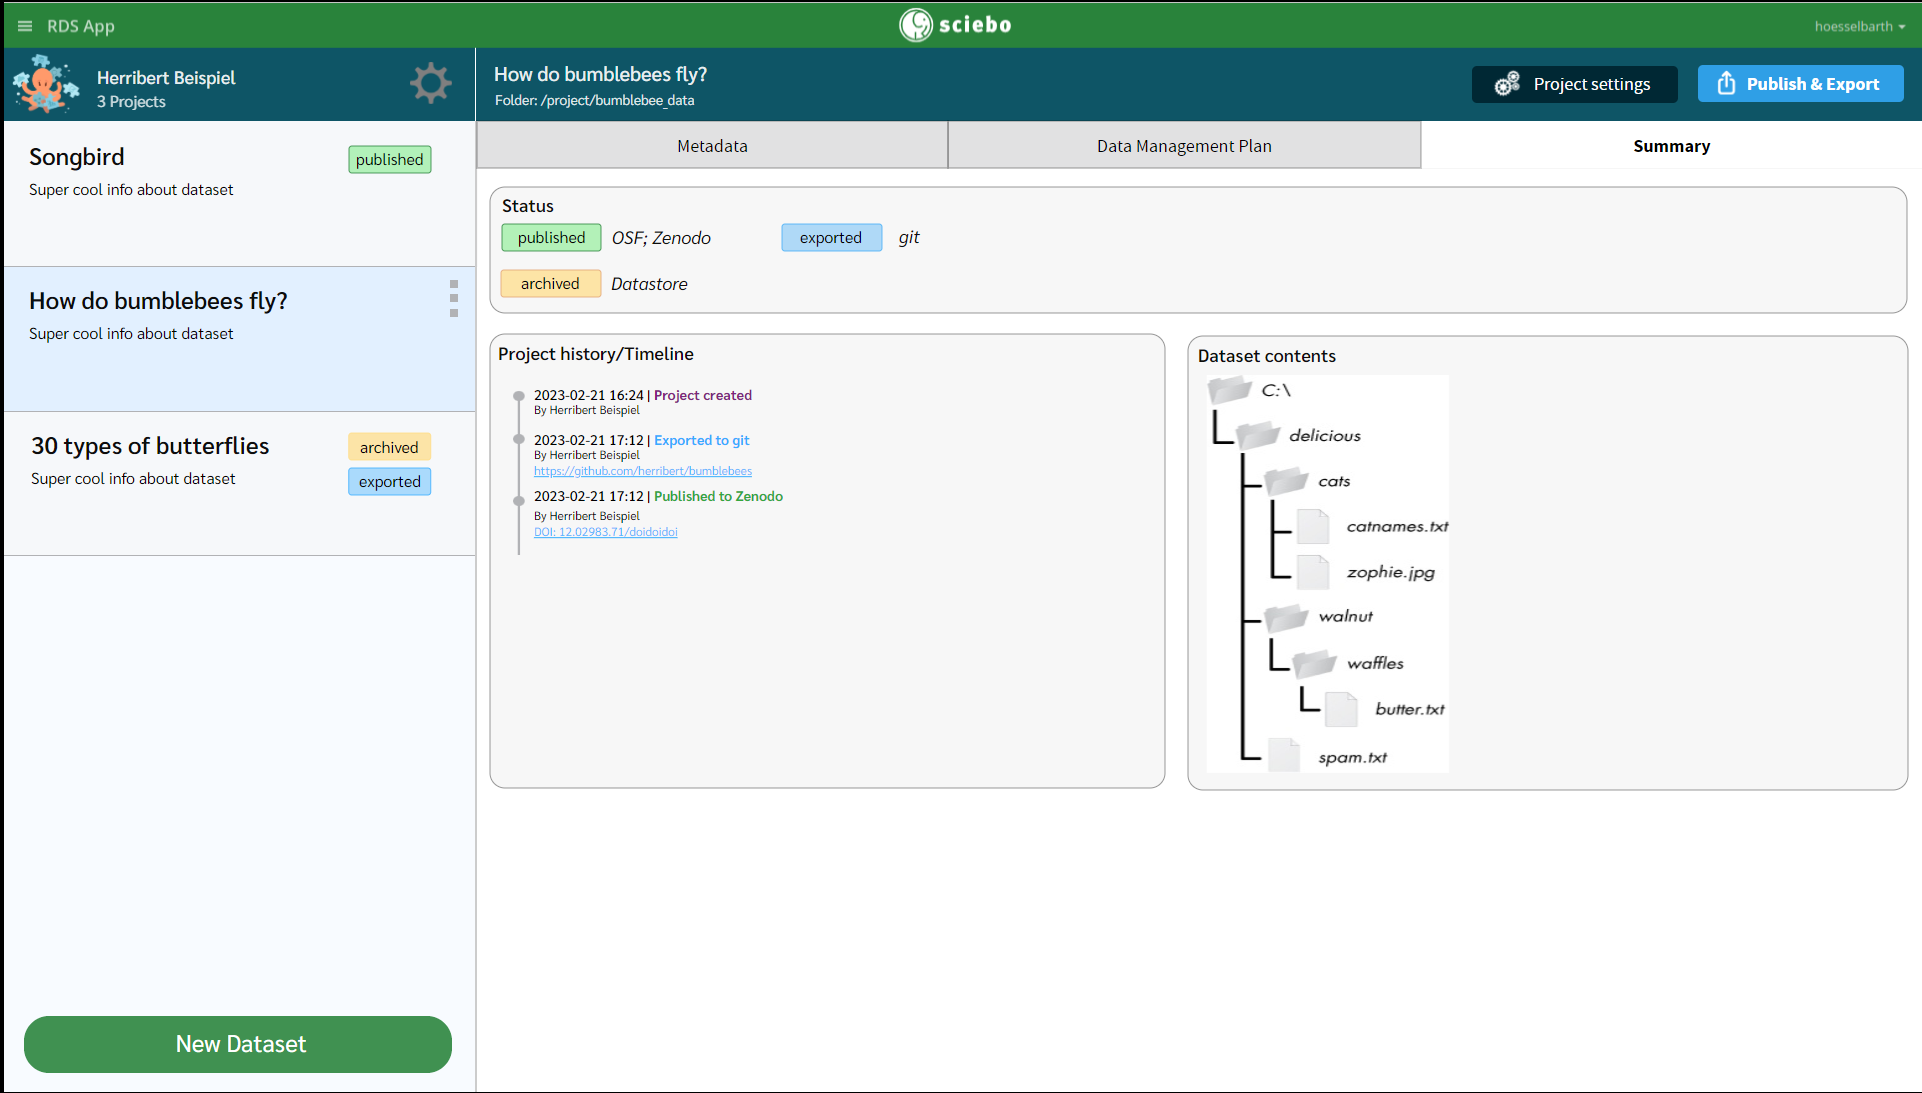 RDS App
sciebo
hoesselbarth
Herribert Beispiel
3 Projects
How do bumblebees fly?
Folder: /project/bumblebee_data
Project settings
Publish & Export
Songbird
published
Super cool info about dataset
How do bumblebees fly?
Super cool info about dataset
30 types of butterflies
archived
Super cool info about dataset
exported
New Dataset
Metadata
Data Management Plan
Summary
Status
published OSF; Zenodo
exported git
archived Datastore
Project history/Timeline
2023-02-21 16:24 | Project created
By Herribert Beispiel
2023-02-21 17:12 | Exported to git
By Herribert Beispiel
https://github.com/herribert/bumblebees
2023-02-21 17:12 | Published to Zenodo
By Herribert Beispiel
DOI: 12.02983.71/doidoidoi
Dataset contents
C:\
delicious
cats
catnames.txt
zophie.jpg
walnut
waffles
butter.txt
spam.txt